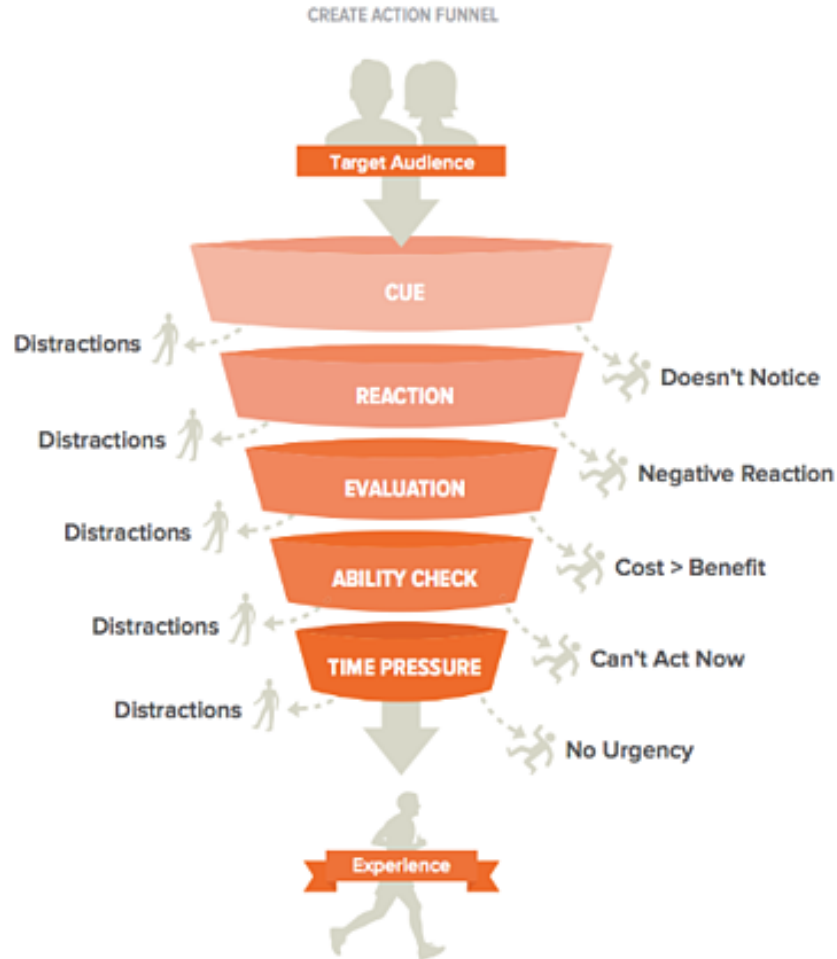 CREATE ACTION FUNNEL
Target Audience
CUE
Distractions
Doesn't Notice
REACTION
Distractions
Negative Reaction
EVALUATION
Distractions
Cost > Benefit
ABILITY CHECK
Distractions
Can't Act Now
TIME PRESSURE
Distractions
No Urgency
Experience